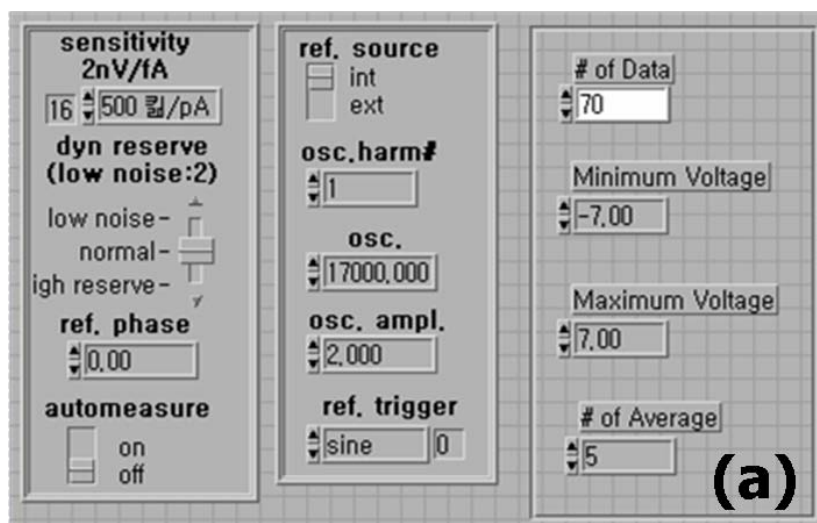 sensitivity
2nV/fA
16
500 킓/pA
dyn reserve
(low noise:2)
low noise-
normal-
igh reserve-
ref. phase
0.00
automeasure
on
off
ref. source
int
ext
osc.harm#
1
osc.
17000.000
osc. ampl.
2.000
ref. trigger
sine
0
# of Data
70
Minimum Voltage
-7.00
Maximum Voltage
7.00
# of Average
5
(a)